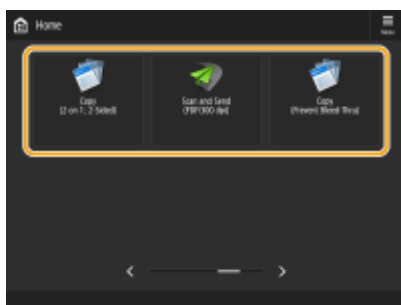 Home
Menu
Copy
(2 on 1, 2-Sided)
Scan and Send
(PDF(300 dpi)
Copy
(Prevent Bleed-Thru)